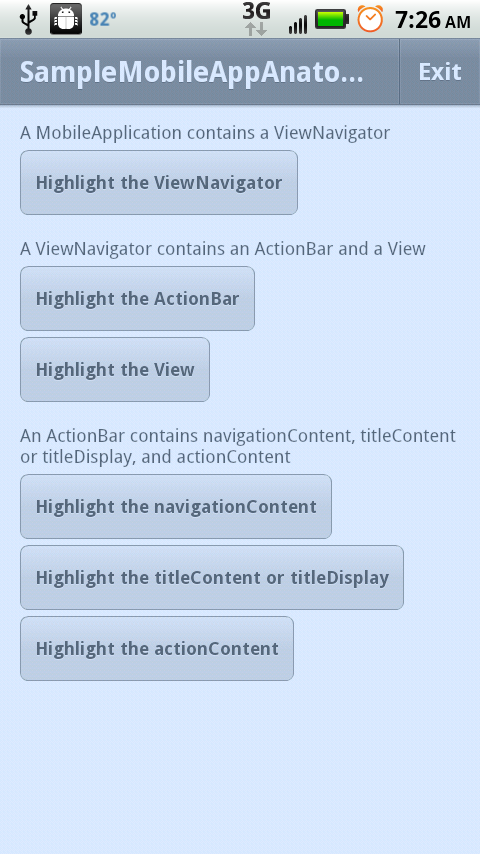 82º 3G 7:26 AM
SampleMobileAppAnato... Exit
A MobileApplication contains a ViewNavigator
Highlight the ViewNavigator
A ViewNavigator contains an ActionBar and a View
Highlight the ActionBar
Highlight the View
An ActionBar contains navigationContent, titleContent
or titleDisplay, and actionContent
Highlight the navigationContent
Highlight the titleContent or titleDisplay
Highlight the actionContent